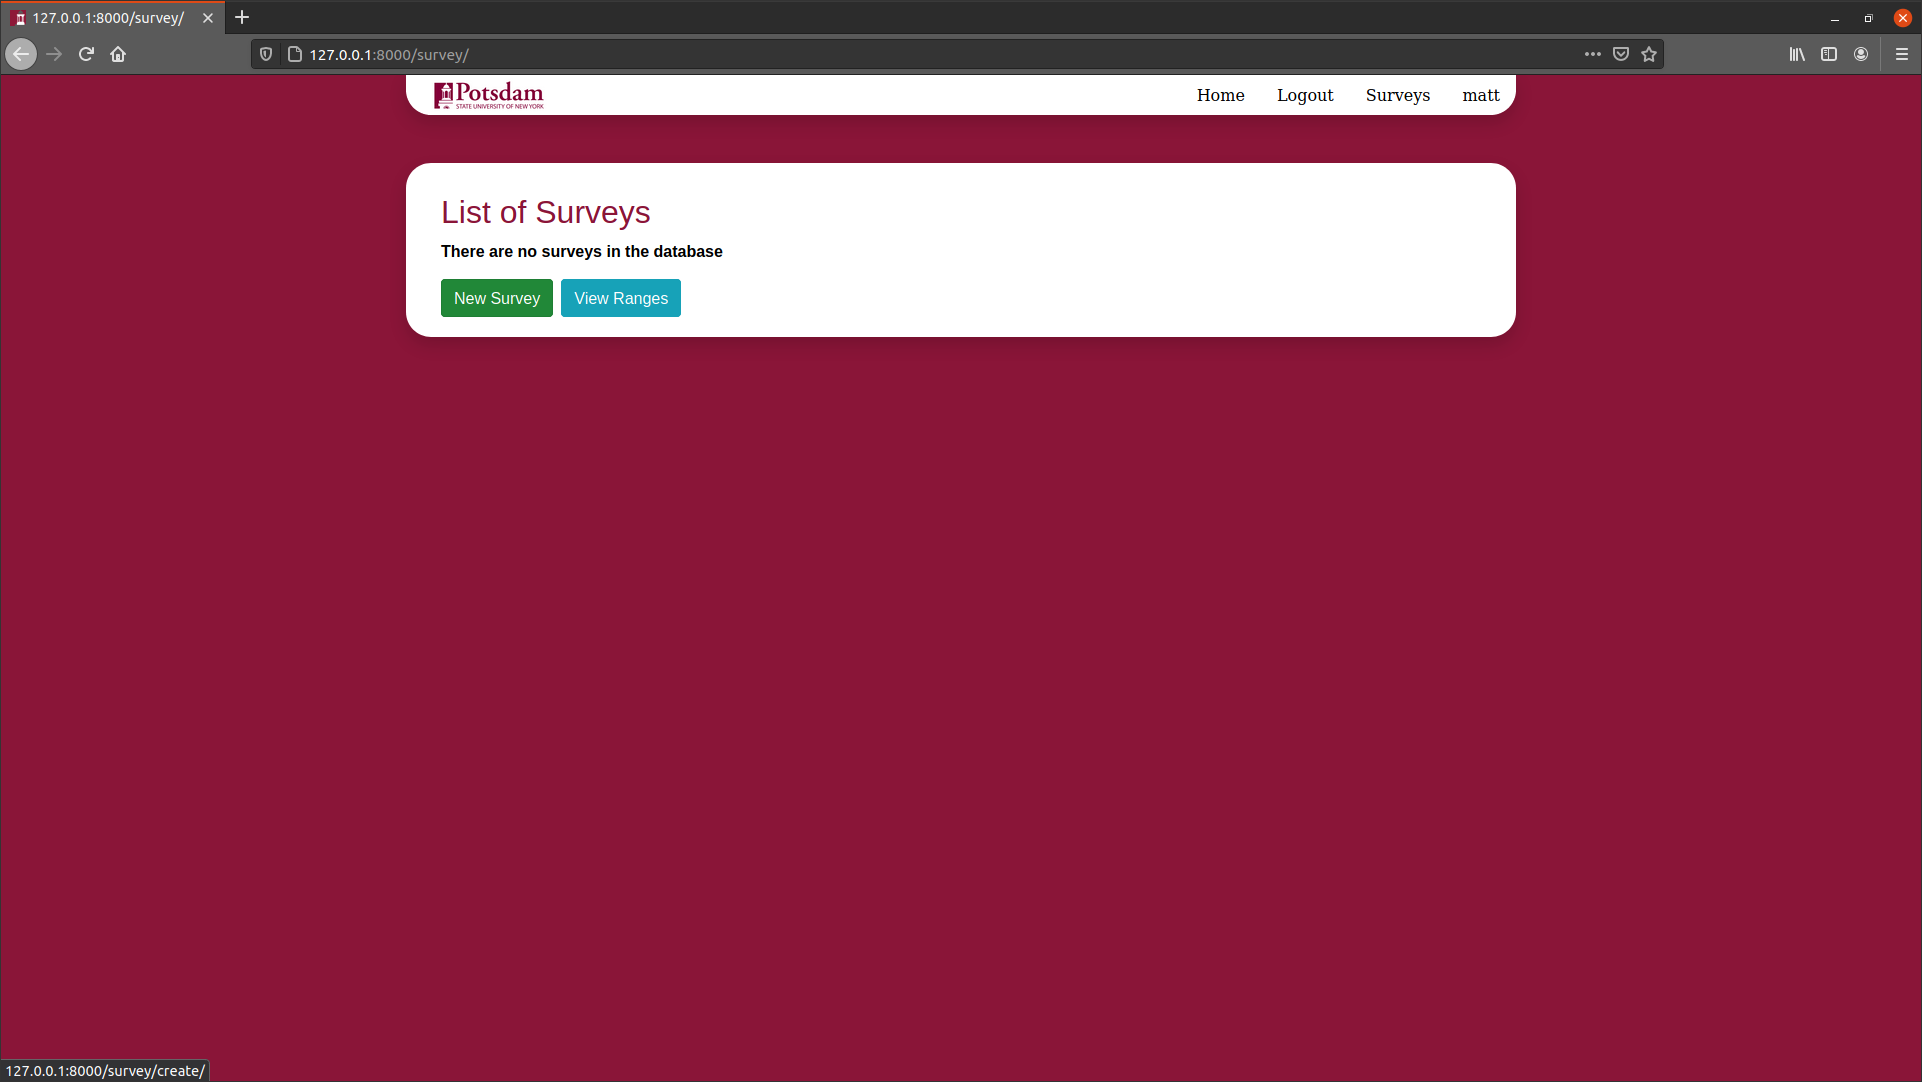 127.0.0.1:8000/survey/
127.0.0.1:8000/survey/
Potsdam
STATE UNIVERSITY OF NEW YORK
Home Logout Surveys matt
List of Surveys
There are no surveys in the database
New Survey View Ranges
127.0.0.1:8000/survey/create/